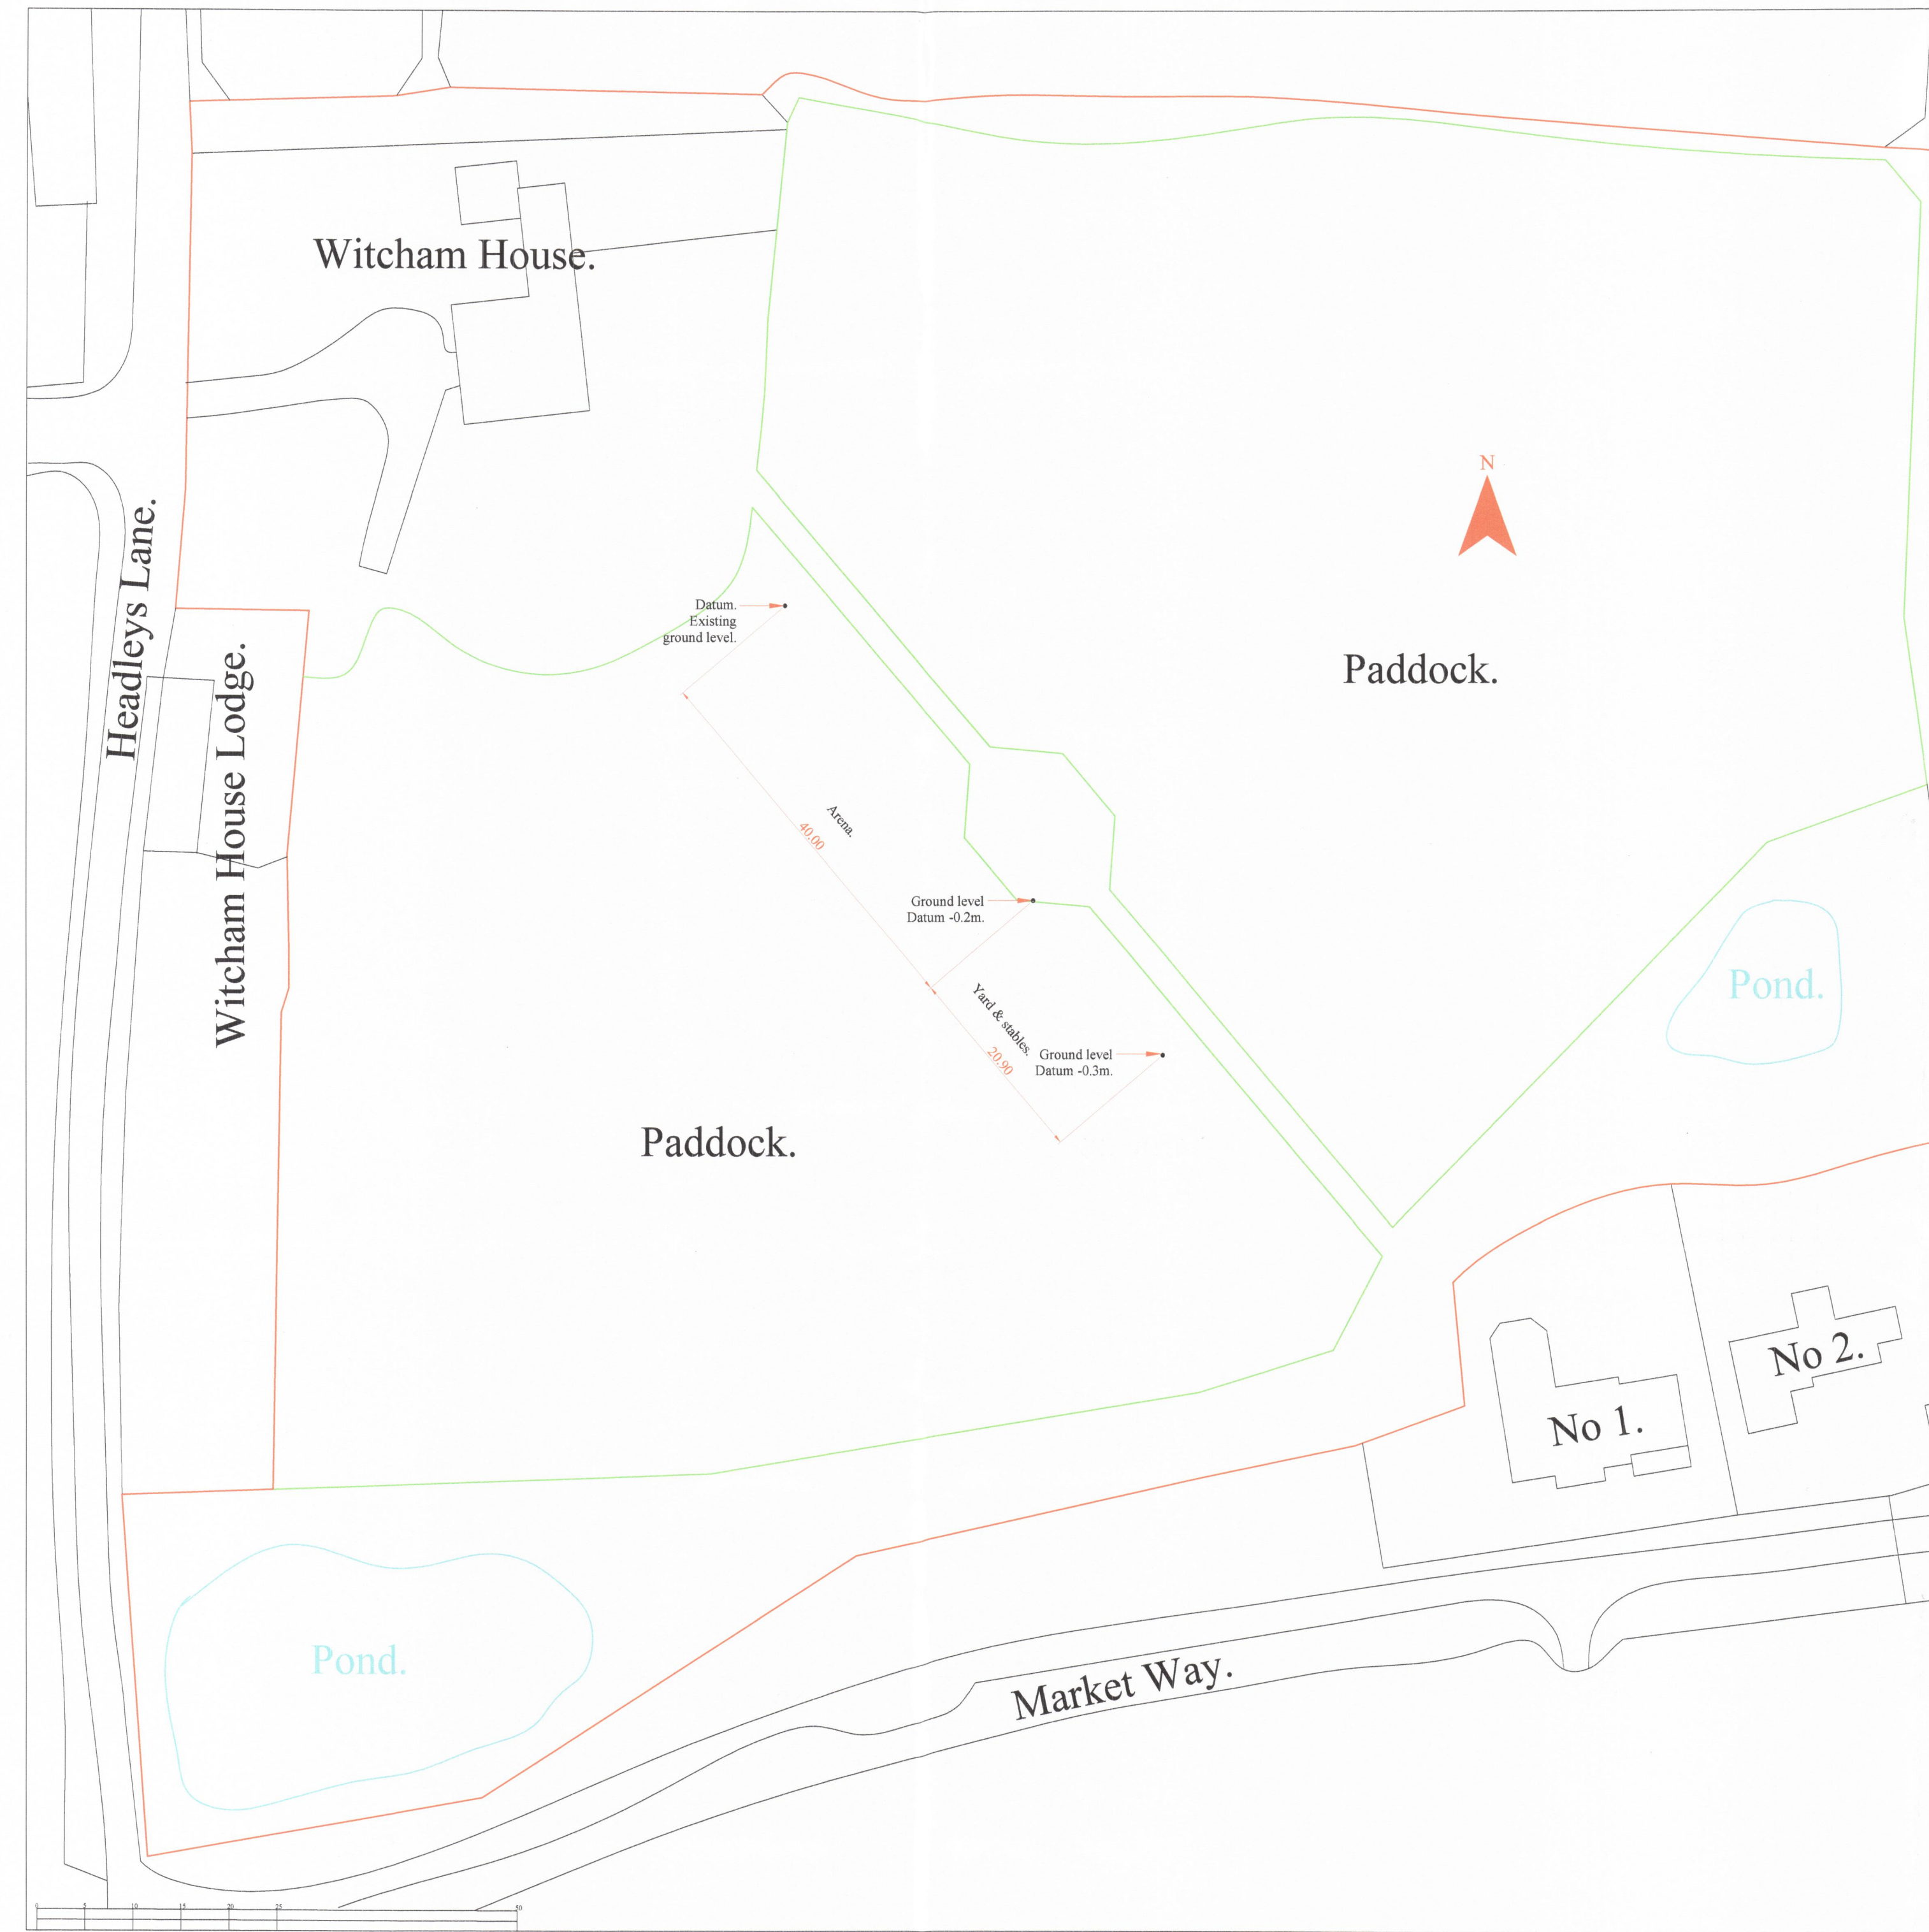 Witcham House.
N
Headleys Lane.
Datum.
Existing
ground level.
Witcham House Lodge.
Paddock.
Arena.
40.00
Ground level
Datum -0.2m.
Pond.
Yard & stables.
20.90
Ground level
Datum -0.3m.
Paddock.
No 2.
No 1.
Pond.
Market Way.
0 5 10 15 20 25 50